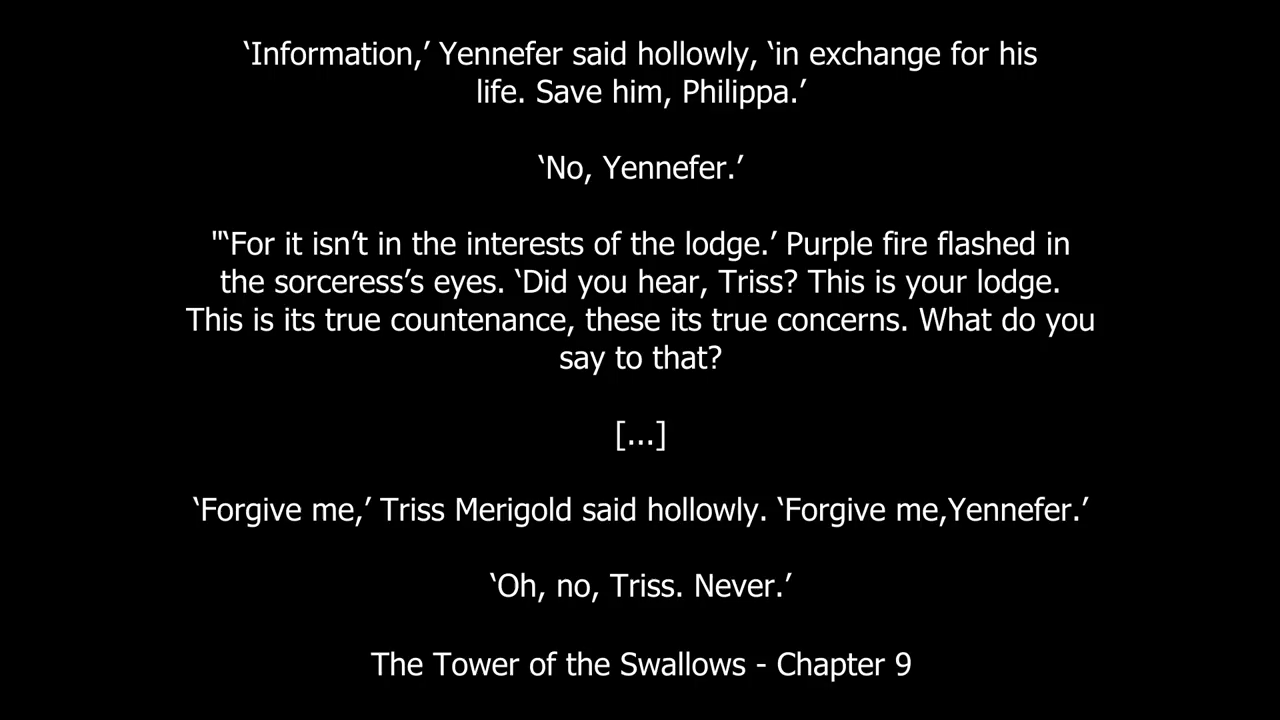 ‘Information,’ Yennefer said hollowly, ‘in exchange for his
life. Save him, Philippa.’
‘No, Yennefer.’
"‘For it isn’t in the interests of the lodge.’ Purple fire flashed in
the sorceress’s eyes. ‘Did you hear, Triss? This is your lodge.
This is its true countenance, these its true concerns. What do you
say to that?
[...]
‘Forgive me,’ Triss Merigold said hollowly. ‘Forgive me,Yennefer.’
‘Oh, no, Triss. Never.’
The Tower of the Swallows - Chapter 9